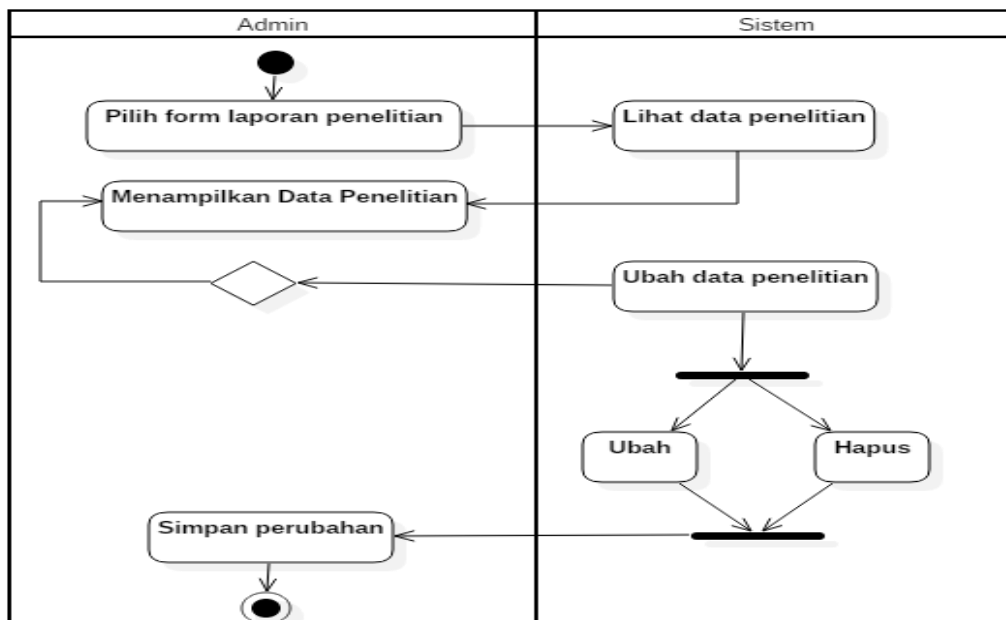 Admin
Sistem
Pilih form laporan penelitian
Lihat data penelitian
Menampilkan Data Penelitian
Ubah data penelitian
Ubah
Hapus
Simpan perubahan